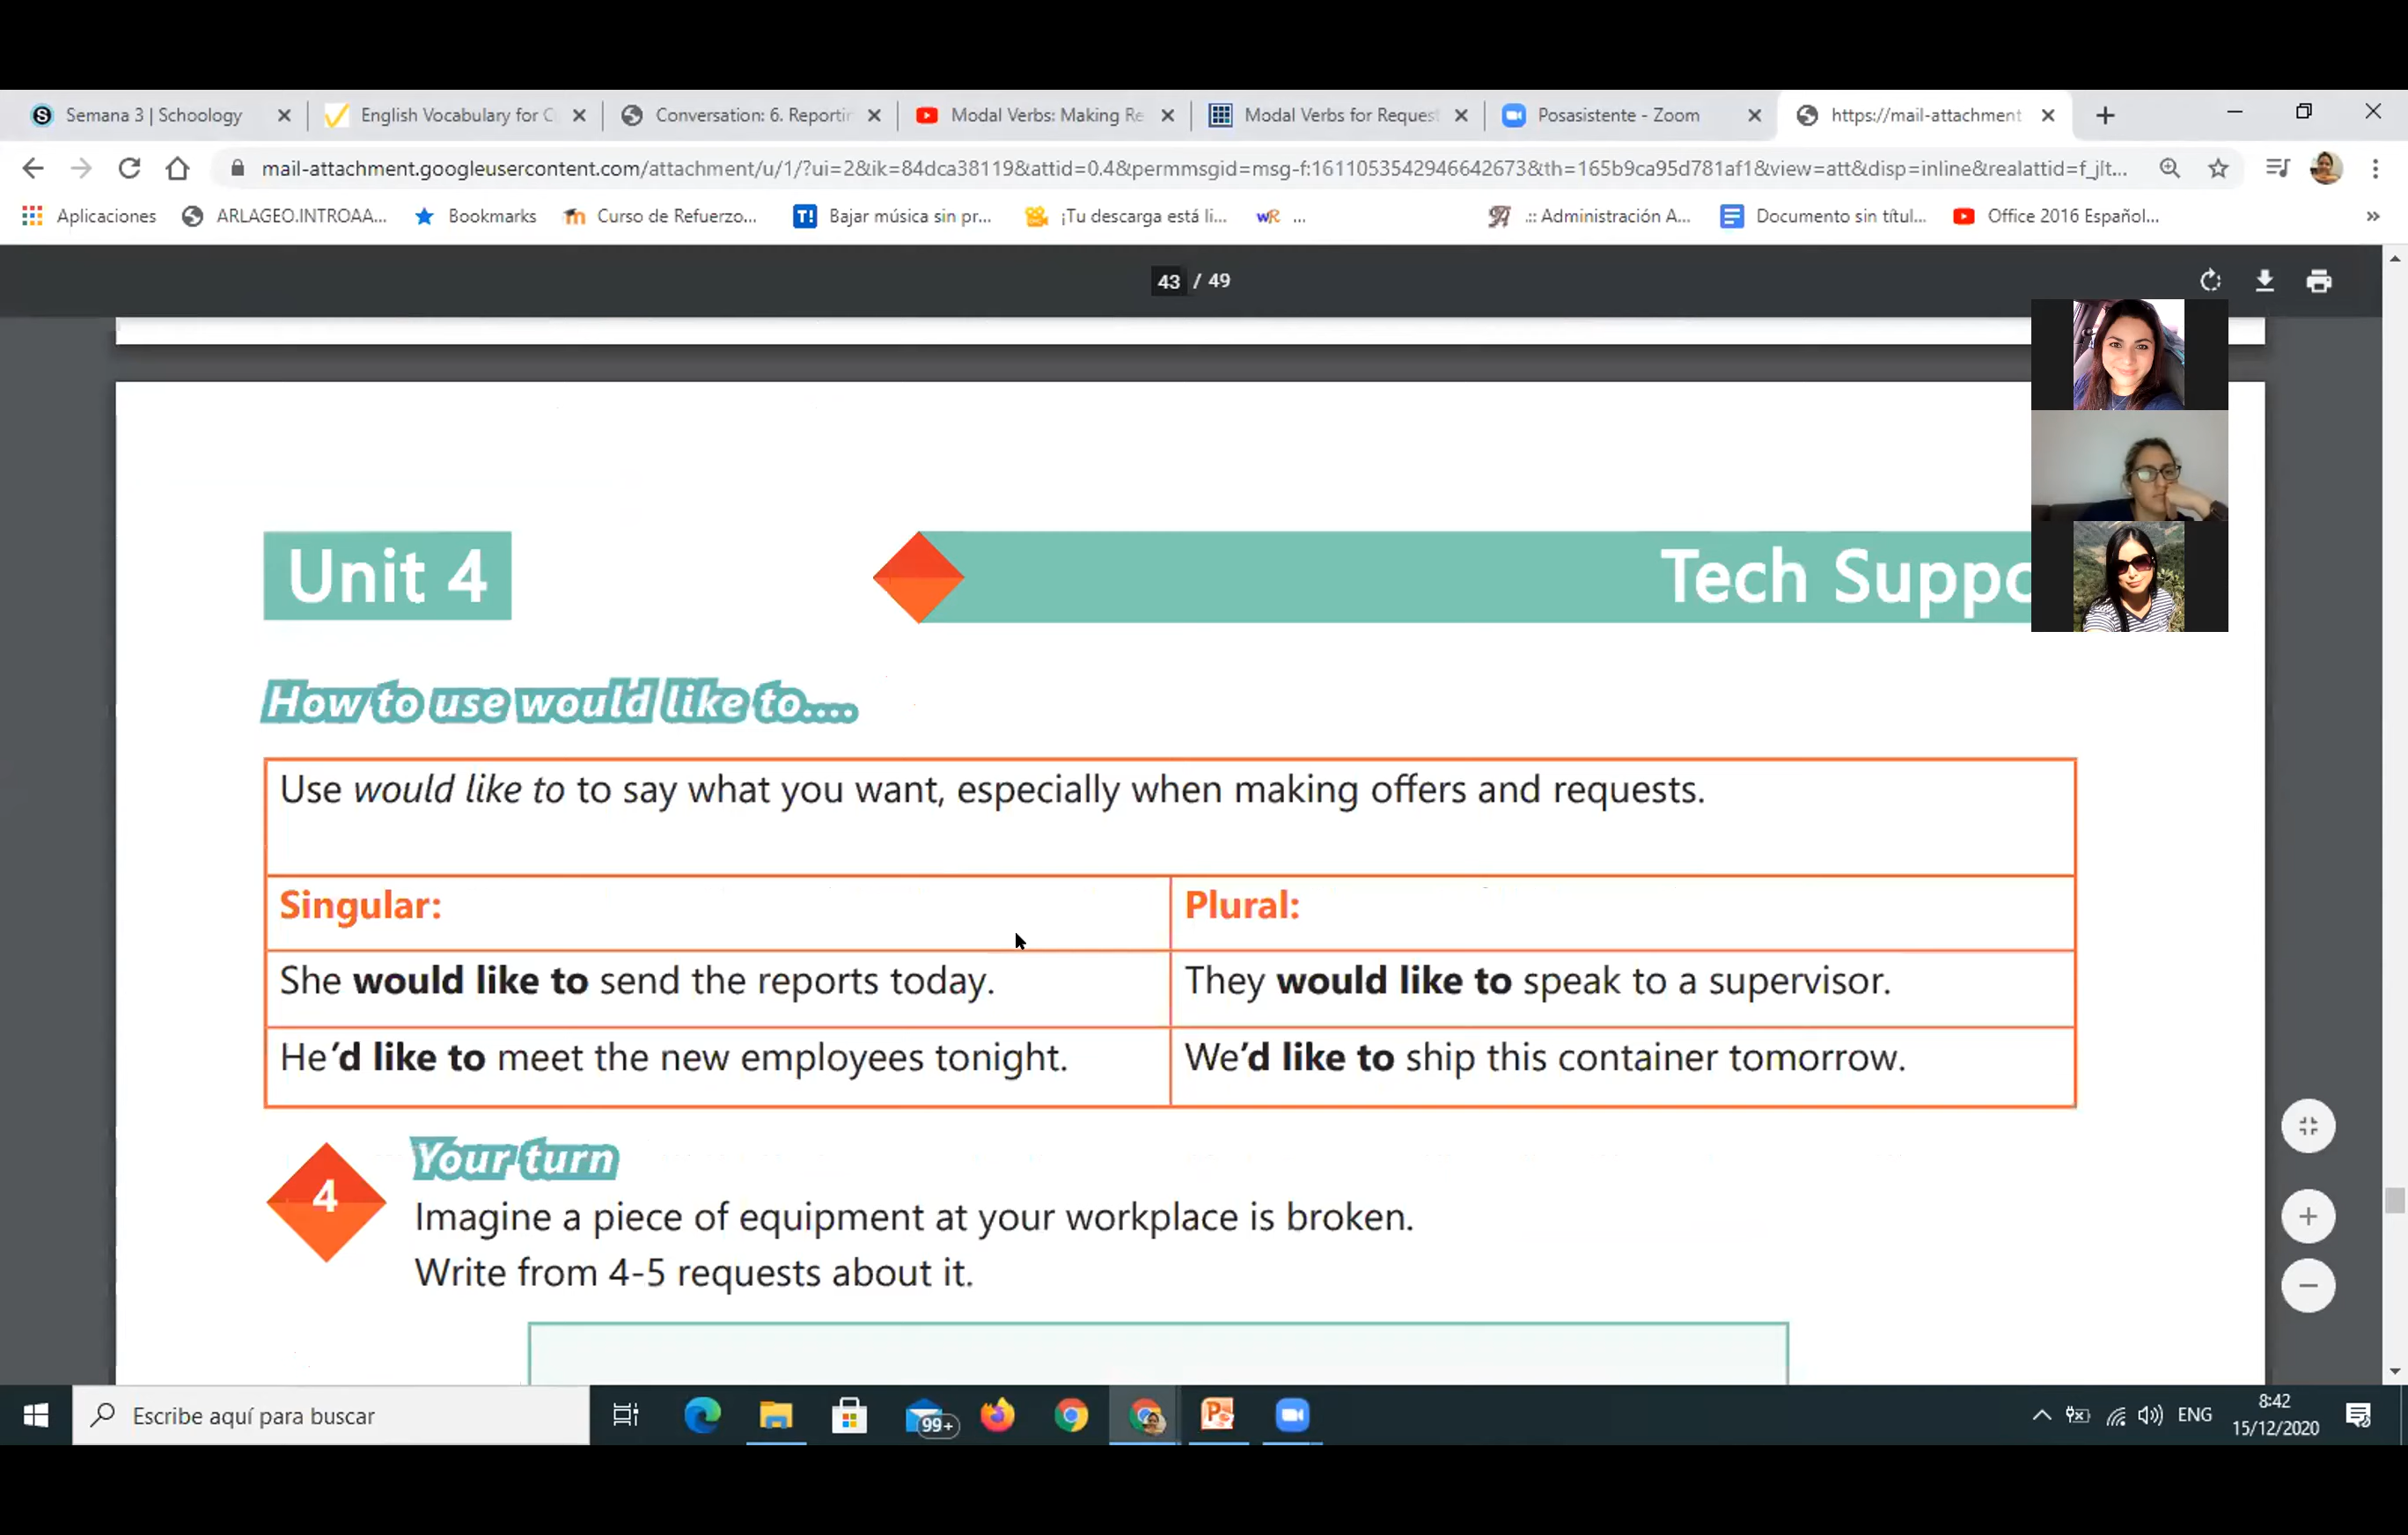 Semana 3 | Schoology
English Vocabulary for C
Conversation: 6. Reportin
Modal Verbs: Making Re
Modal Verbs for Request
Posasistente - Zoom
https://mail-attachment
mail-attachment.googleusercontent.com/attachment/u/1/?ui=2&ik=84dca38119&attid=0.4&permmsgid=msg-f:1611053542946642673&th=165b9ca95d781af1&view=att&disp=inline&realattid=f_jlt...
Aplicaciones
ARLAGEO.INTROAA...
Bookmarks
Curso de Refuerzo...
Bajar música sin pr...
¡Tu descarga está li...
...
.:: Administración A...
Documento sin títul...
Office 2016 Español...
»
43 / 49
Unit 4
Tech Suppo
How to use would like to....
Use would like to to say what you want, especially when making offers and requests.
Singular:
Plural:
She would like to send the reports today.
They would like to speak to a supervisor.
He'd like to meet the new employees tonight.
We'd like to ship this container tomorrow.
4
Your turn
Imagine a piece of equipment at your workplace is broken.
Write from 4-5 requests about it.
Escribe aquí para buscar
99+
ENG
8:42
15/12/2020